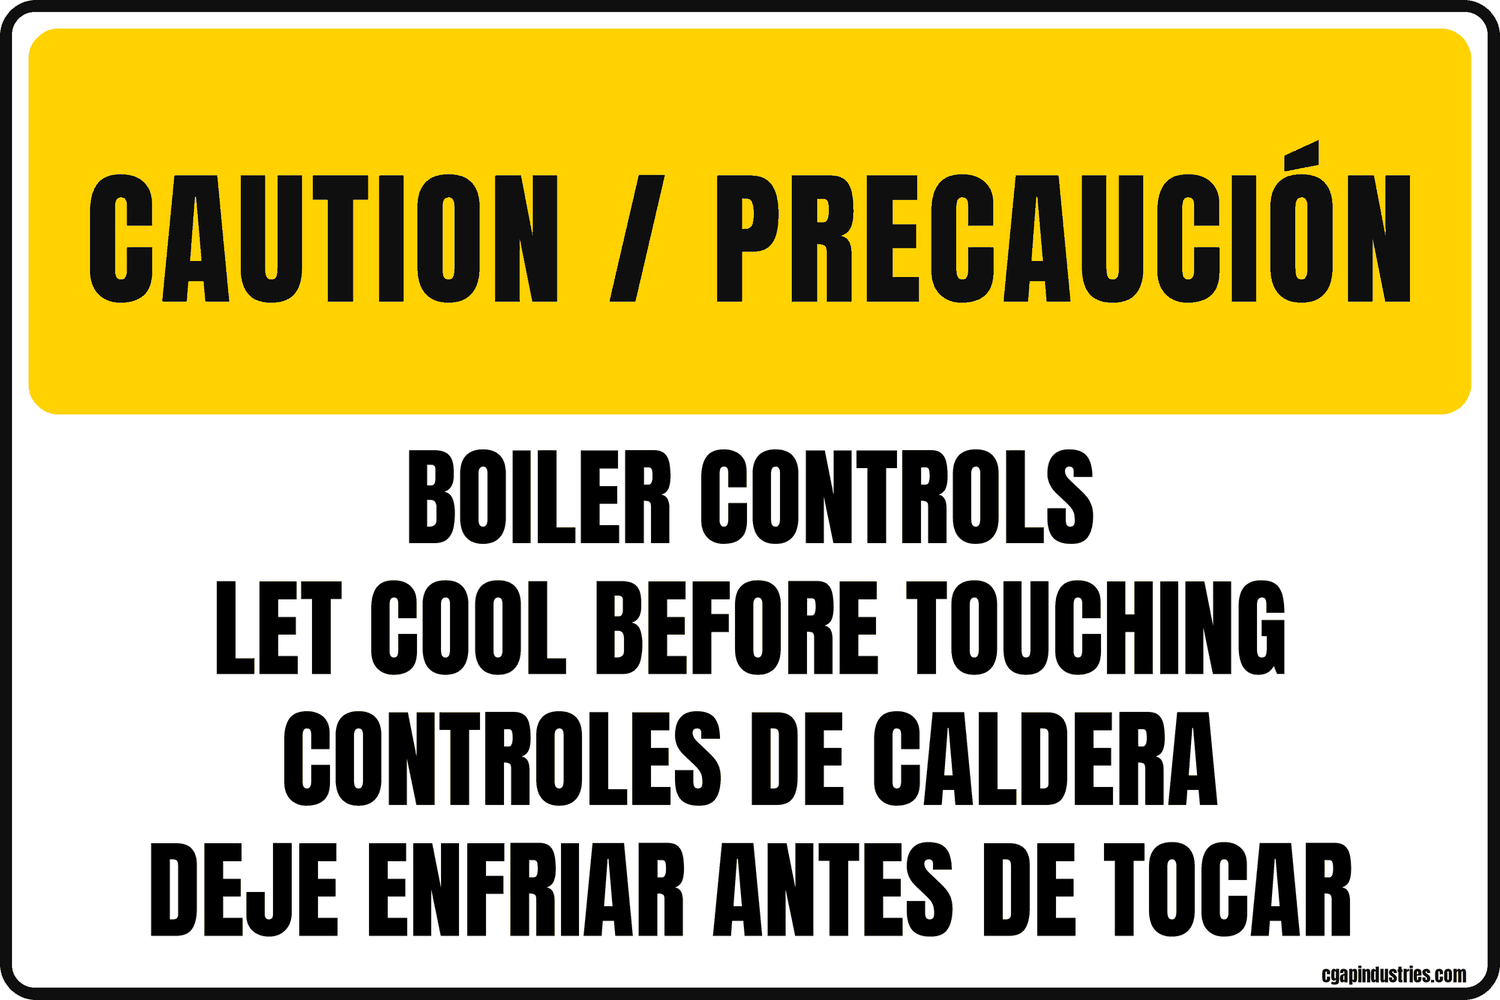 CAUTION / PRECAUCIÓN
BOILER CONTROLS
LET COOL BEFORE TOUCHING
CONTROLES DE CALDERA
DEJE ENFRIAR ANTES DE TOCAR
cgapindustries.com